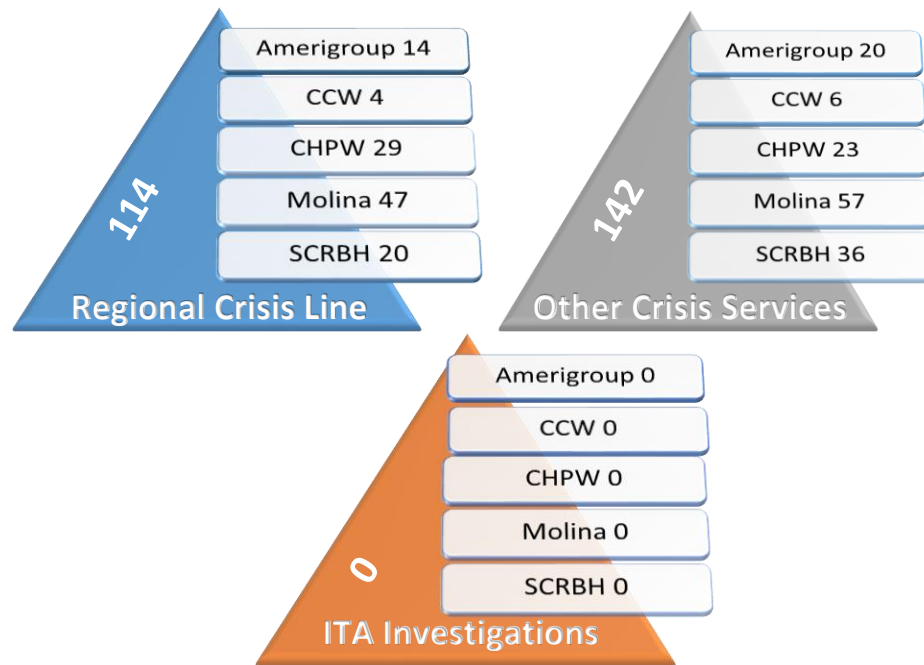 Amerigroup 14
CCW 4
CHPW 29
Molina 47
SCRBH 20
114
Regional Crisis Line
Amerigroup 20
CCW 6
CHPW 23
Molina 57
SCRBH 36
142
Other Crisis Services
Amerigroup 0
CCW 0
CHPW 0
Molina 0
SCRBH 0
0
ITA Investigations